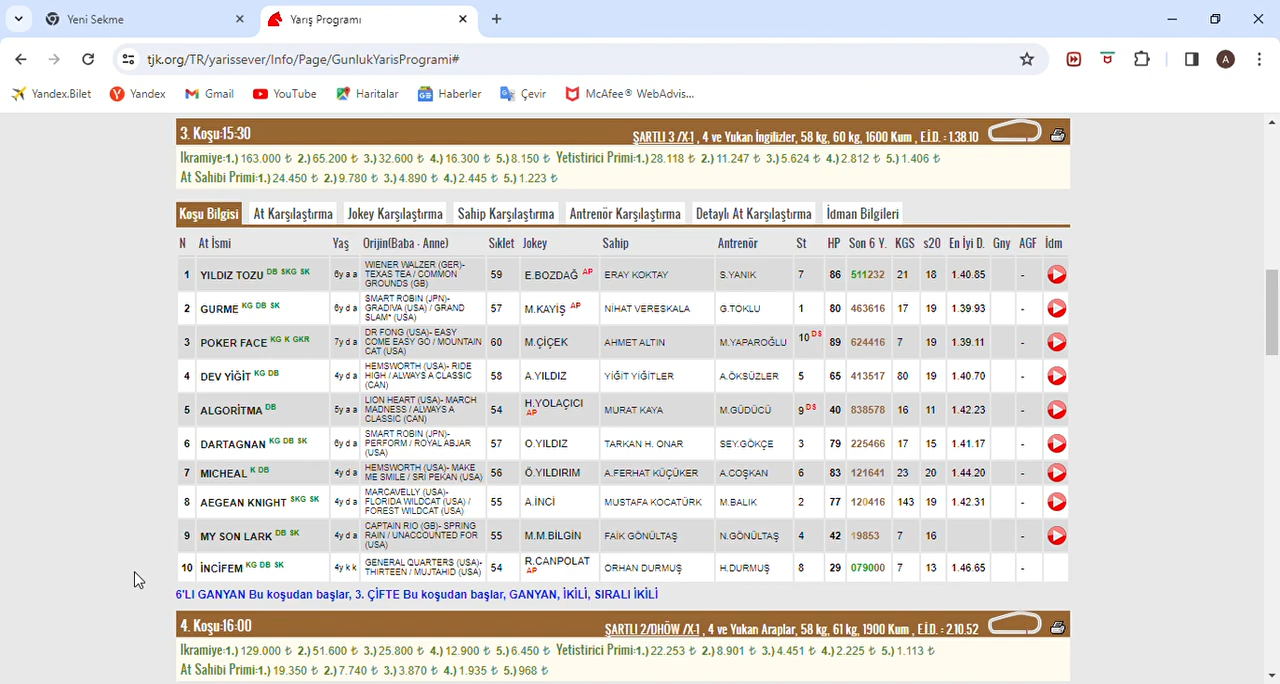 Yeni Sekme
Yarış Programı
tjk.org/TR/yarissever/Info/Page/GunlukYarisProgrami#
A
Yandex.Bilet Yandex Gmail YouTube Haritalar Haberler Çevir McAfee® WebAdvis...
3. Koşu:15:30 ŞARTLI 3 /X-1 , 4 ve Yukarı İngilizler, 58 kg, 60 kg, 1600 Kum , E.İ.D. : 1.38.10
Ikramiye:1.) 163.000 ₺ 2.) 65.200 ₺ 3.) 32.600 ₺ 4.) 16.300 ₺ 5.) 8.150 ₺ Yetistirici Primi:1.) 28.118 ₺ 2.) 11.247 ₺ 3.) 5.624 ₺ 4.) 2.812 ₺ 5.) 1.406 ₺
At Sahibi Primi:1.) 24.450 ₺ 2.) 9.780 ₺ 3.) 4.890 ₺ 4.) 2.445 ₺ 5.) 1.223 ₺
Koşu Bilgisi At Karşılaştırma Jokey Karşılaştırma Sahip Karşılaştırma Antrenör Karşılaştırma Detaylı At Karşılaştırma İdman Bilgileri
N At İsmi Yaş Orijin(Baba - Anne) Sıklet Jokey Sahip Antrenör St HP Son 6 Y. KGS s20 En İyi D. Gny AGF İdm
1 YILDIZ TOZU DB SKG SK 6y a a WIENER WALZER (GER)- TEXAS TEA / COMMON GROUNDS (GB) 59 E.BOZDAĞ AP ERAY KOKTAY S.YANIK 7 86 511232 21 18 1.40.85 -
2 GURME KG DB SK 6y d a SMART ROBIN (JPN)- GRADIVA (USA) / GRAND SLAM* (USA) 57 M.KAYİŞ AP NİHAT VERESKALA G.TOKLU 1 80 463616 17 19 1.39.93 -
3 POKER FACE KG K GKR 7y d a DR FONG (USA)- EASY COME EASY GO / MOUNTAIN CAT (USA) 60 M.ÇİÇEK AHMET ALTIN M.YAPAROĞLU 10 DS 89 624416 7 19 1.39.11 -
4 DEV YİĞİT KG DB 4y d a HEMSWORTH (USA)- RIDE HIGH / ALWAYS A CLASSIC (CAN) 58 A.YILDIZ YİĞİT YİĞİTLER A.ÖKSÜZLER 5 65 413517 80 19 1.40.70 -
5 ALGORİTMA DB 5y a a LION HEART (USA)- MARCH MADNESS / ALWAYS A CLASSIC (CAN) 54 H.YOLAÇICI AP MURAT KAYA M.GÜDÜCÜ 9 DS 40 838578 16 11 1.42.23 -
6 DARTAGNAN KG DB SK 6y d a SMART ROBIN (JPN)- PERFORM / ROYAL ABJAR (USA) 57 O.YILDIZ TARKAN H. ONAR SEY.GÖKÇE 3 79 225466 17 15 1.41.17 -
7 MICHEAL K DB 4y d a HEMSWORTH (USA)- MAKE ME SMILE / SRI PEKAN (USA) 56 Ö.YILDIRIM A.FERHAT KÜÇÜKER A.COŞKAN 6 83 121641 23 20 1.44.20 -
8 AEGEAN KNIGHT SKG SK 4y d a MARCAVELLY (USA)- FLORIDA WILDCAT (USA) / FOREST WILDCAT (USA) 55 A.İNCİ MUSTAFA KOCATÜRK M.BALIK 2 77 120416 143 19 1.42.31 -
9 MY SON LARK DB SK 4y d a CAPTAIN RIO (GB)- SPRING RAIN / UNACCOUNTED FOR (USA) 55 M.M.BİLGİN FAİK GÖNÜLTAŞ N.GÖNÜLTAŞ 4 42 19853 7 16 -
10 İNCİFEM KG DB SK 4y k k GENERAL QUARTERS (USA)- THIRTEEN / MUJTAHID (USA) 54 R.CANPOLAT AP ORHAN DURMUŞ H.DURMUŞ 8 29 079000 7 13 1.46.65 -
6'LI GANYAN Bu koşudan başlar, 3. ÇİFTE Bu koşudan başlar, GANYAN, İKİLİ, SIRALI İKİLİ
4. Koşu:16:00 ŞARTLI 2/DHÖW /X-1 , 4 ve Yukarı Araplar, 58 kg, 61 kg, 1900 Kum , E.İ.D. : 2.10.52
Ikramiye:1.) 129.000 ₺ 2.) 51.600 ₺ 3.) 25.800 ₺ 4.) 12.900 ₺ 5.) 6.450 ₺ Yetistirici Primi:1.) 22.253 ₺ 2.) 8.901 ₺ 3.) 4.451 ₺ 4.) 2.225 ₺ 5.) 1.113 ₺
At Sahibi Primi:1.) 19.350 ₺ 2.) 7.740 ₺ 3.) 3.870 ₺ 4.) 1.935 ₺ 5.) 968 ₺